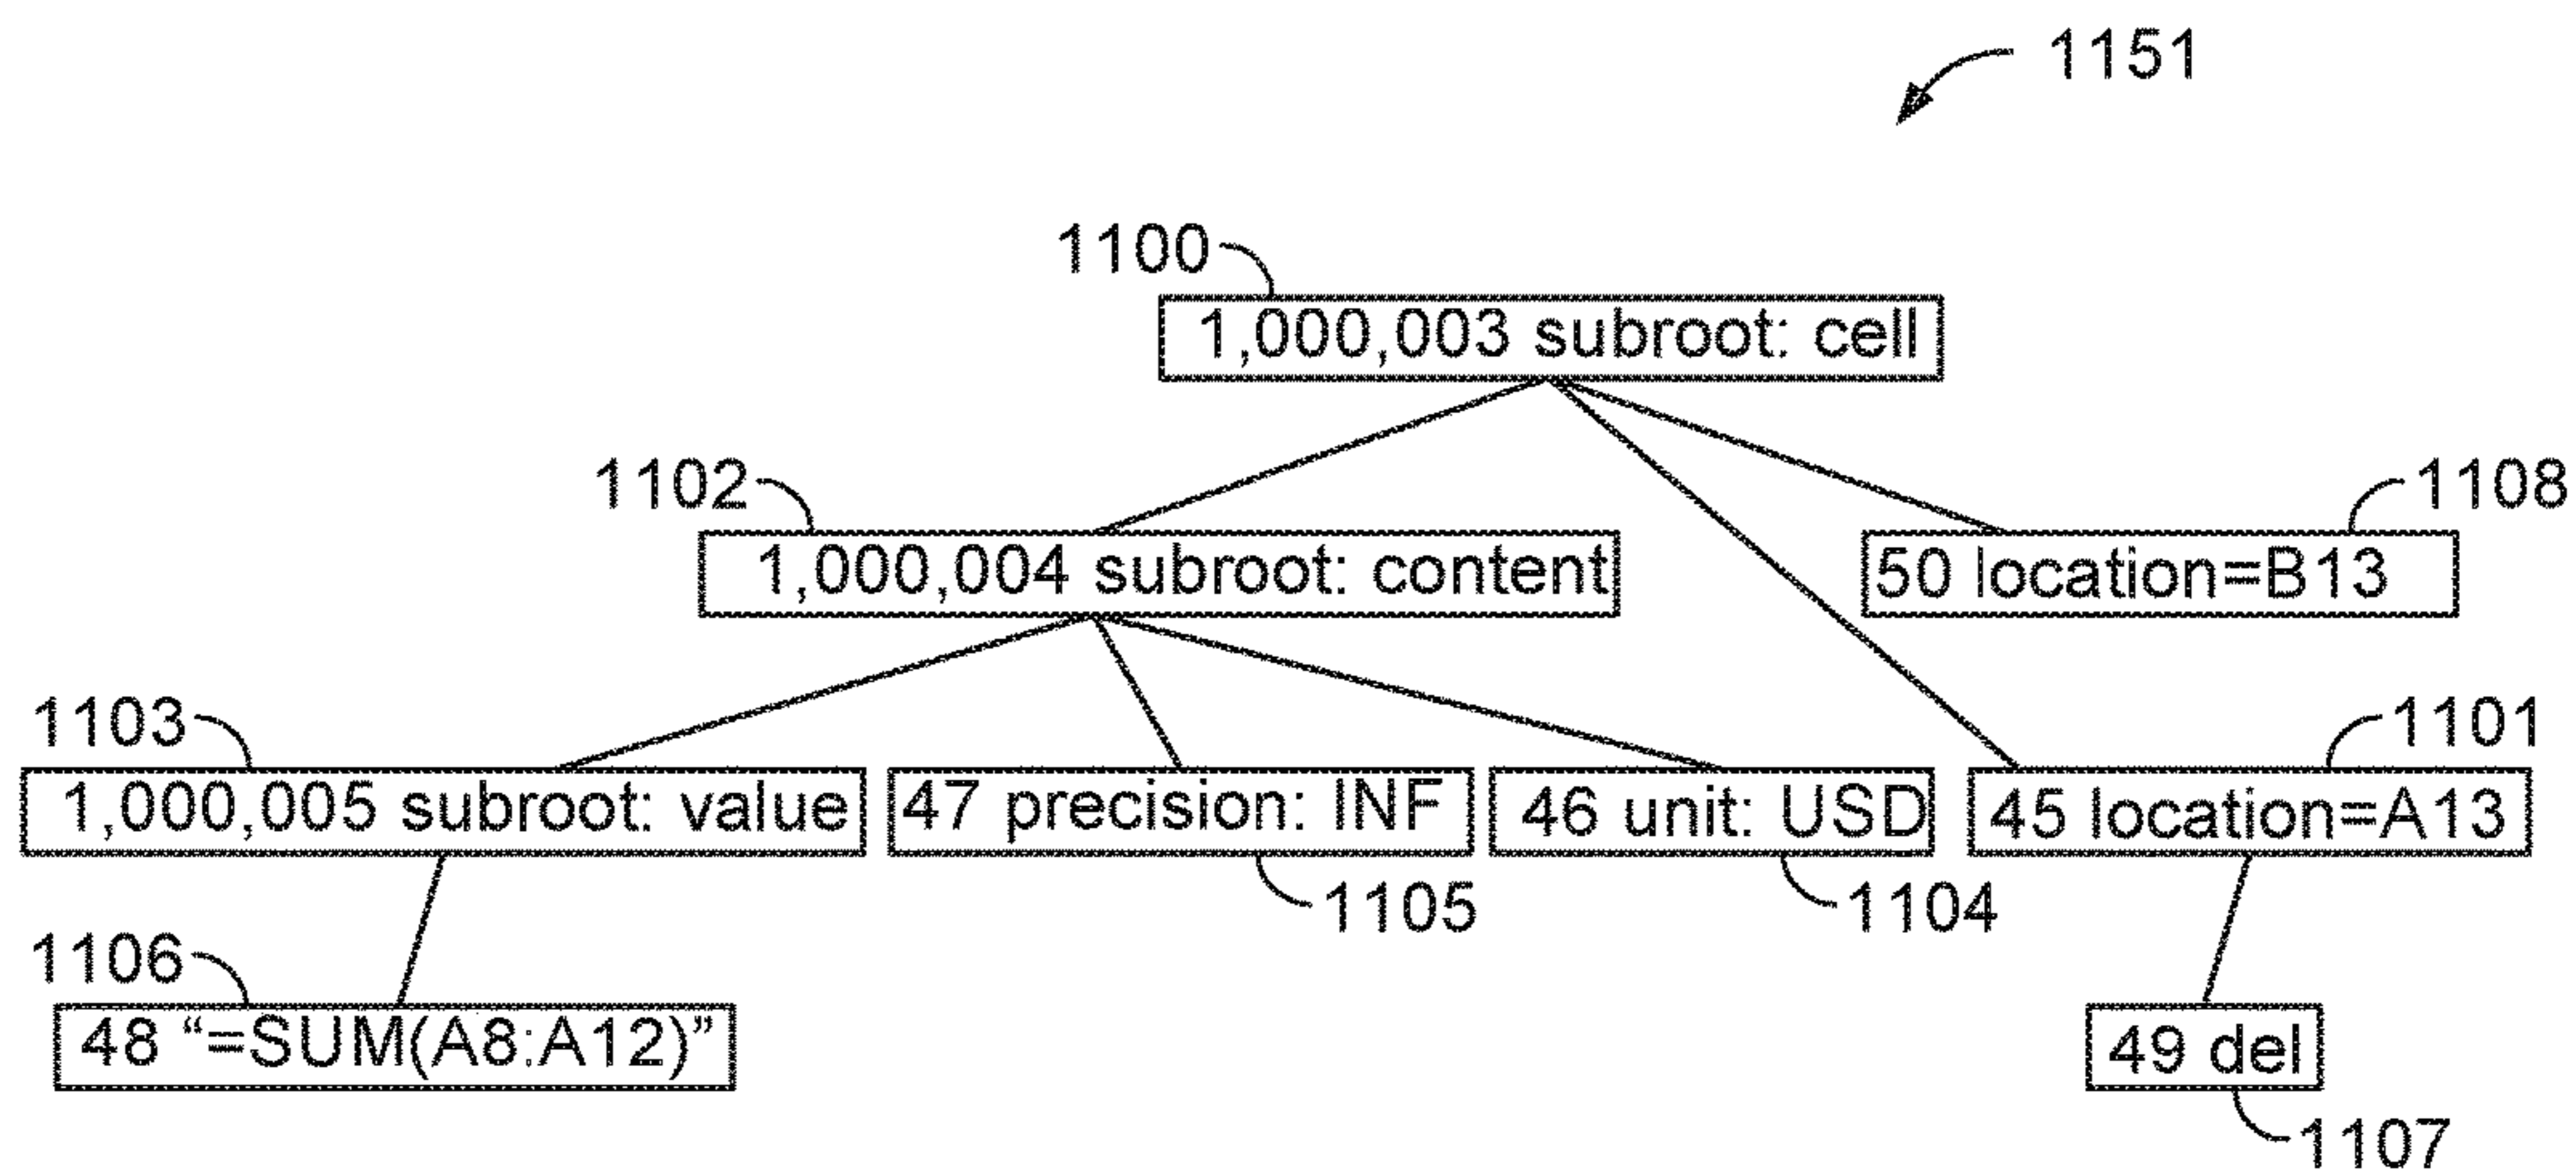 1151
1100
1,000,003 subroot: cell
1102
1108
1,000,004 subroot: content
50 location=B13
1103
1101
1,000,005 subroot: value
47 precision: INF
46 unit: USD
45 location=A13
1105
1104
1106
48 “=SUM(A8:A12)”
49 del
1107